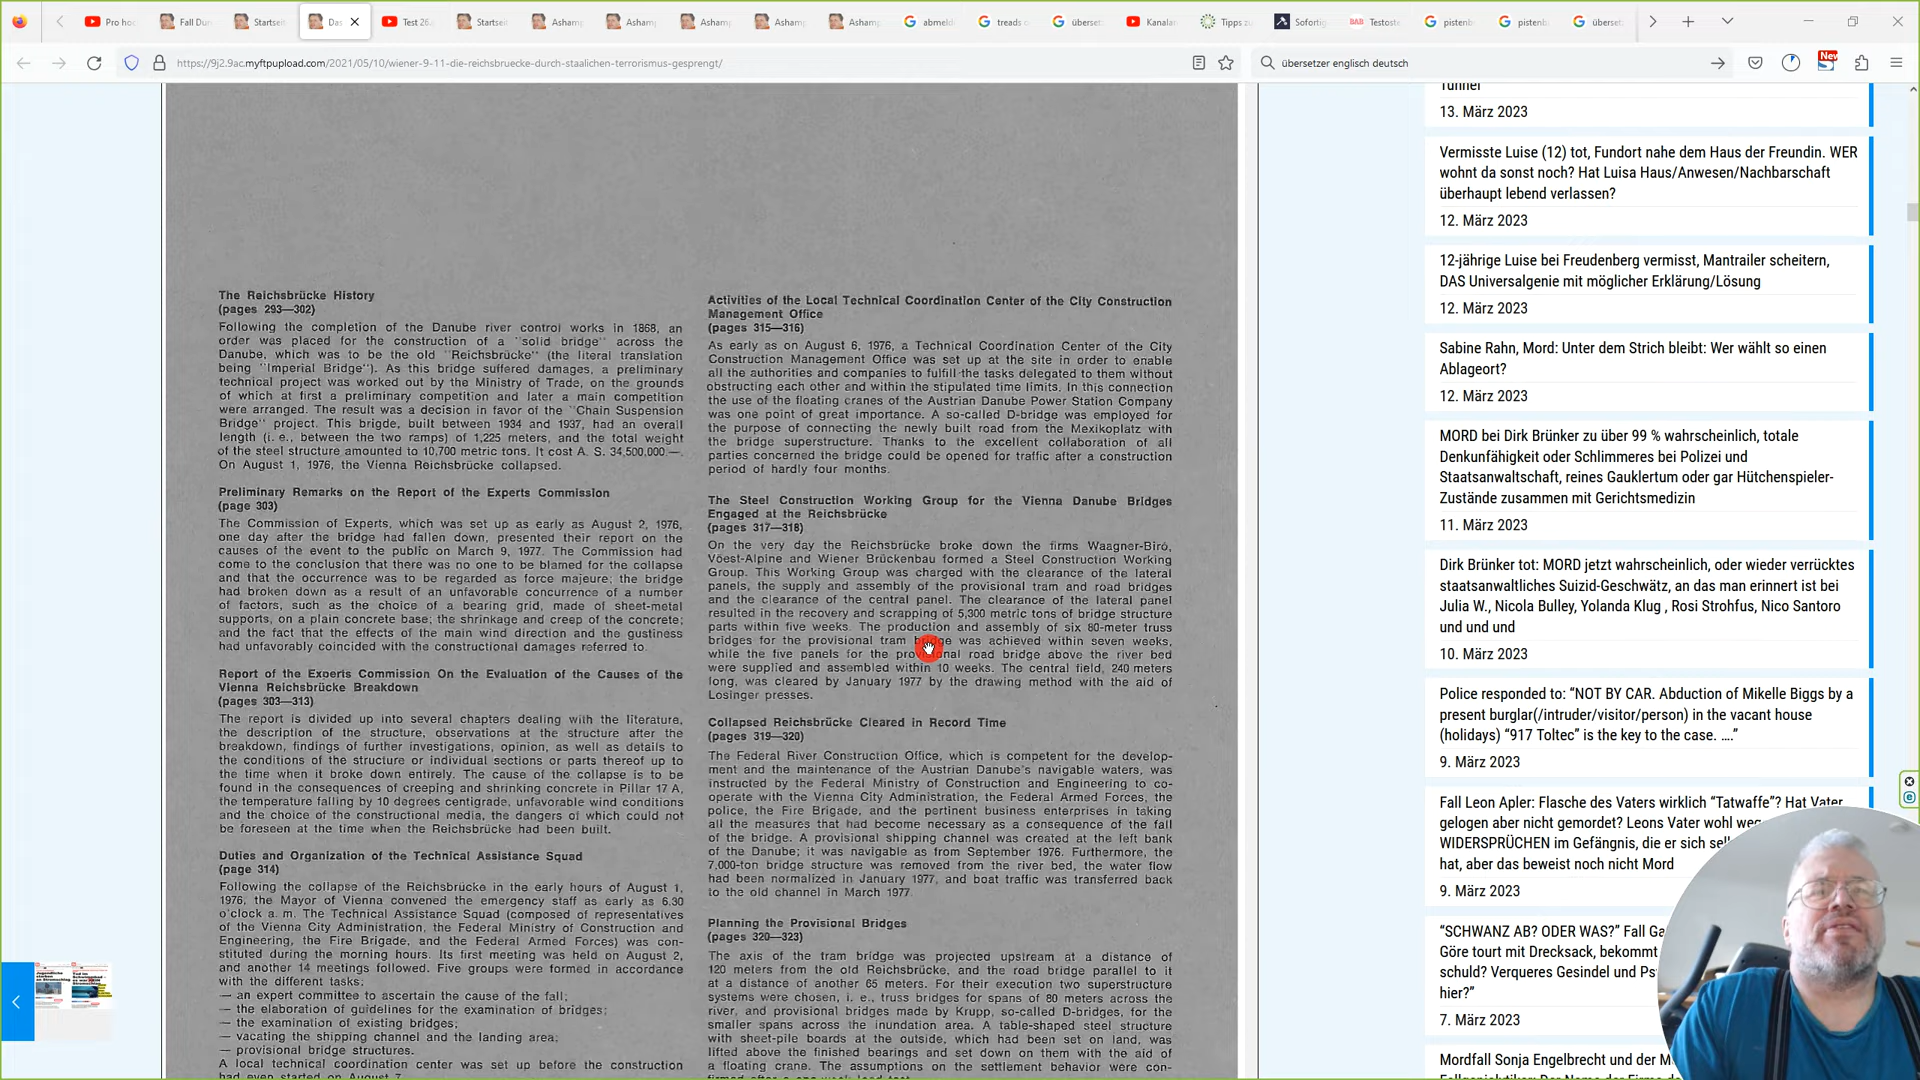 Pro hoc
Fall Dun
Startseit
Das
Test 26.
Startseit
Ashamp
Ashamp
Ashamp
Ashamp
Ashamp
abmeld
treads o
überset
Kanalan
Tipps zu
Sofortig
BAB Testoste
pistenb
pistenb
überset
https://9j2.9ac.myftpupload.com/2021/05/10/wiener-9-11-die-reichsbruecke-durch-staalichen-terrorismus-gesprengt/
übersetzer englisch deutsch
New
The Reichsbrücke History
(pages 293—302)
Following the completion of the Danube river control works in 1868, an
order was placed for the construction of a "solid bridge" across the
Danube, which was to be the old "Reichsbrücke" (the literal translation
being "Imperial Bridge"). As this bridge suffered damages, a preliminary
technical project was worked out by the Ministry of Trade, on the grounds
of which at first a preliminary competition and later a main competition
were arranged. The result was a decision in favor of the "Chain Suspension
Bridge" project. This brigde, built between 1934 and 1937, had an overall
length (i. e., between the two ramps) of 1,225 meters, and the total weight
of the steel structure amounted to 10,700 metric tons. It cost A. S. 34,500,000.—.
On August 1, 1976, the Vienna Reichsbrücke collapsed.
Preliminary Remarks on the Report of the Experts Commission
(page 303)
The Commission of Experts, which was set up as early as August 2, 1976,
one day after the bridge had fallen down, presented their report on the
causes of the event to the public on March 9, 1977. The Commission had
come to the conclusion that there was no one to be blamed for the collapse
and that the occurrence was to be regarded as force majeure; the bridge
had broken down as a result of an unfavorable concurrence of a number
of factors, such as the choice of a bearing grid, made of sheet-metal
supports, on a plain concrete base; the shrinkage and creep of the concrete;
and the fact that the effects of the main wind direction and the gustiness
had unfavorably coincided with the constructional damages referred to.
Report of the Experts Commission On the Evaluation of the Causes of the
Vienna Reichsbrücke Breakdown
(pages 303—313)
The report is divided up into several chapters dealing with the literature,
the description of the structure, observations at the structure after the
breakdown, findings of further investigations, opinion, as well as details to
the conditions of the structure or individual sections or parts thereof up to
the time when it broke down entirely. The cause of the collapse is to be
found in the consequences of creeping and shrinking concrete in Pillar 17 A,
the temperature falling by 10 degrees centigrade, unfavorable wind conditions
and the choice of the constructional media, the dangers of which could not
be foreseen at the time when the Reichsbrücke had been built.
Duties and Organization of the Technical Assistance Squad
(page 314)
Following the collapse of the Reichsbrücke in the early hours of August 1,
1976, the Mayor of Vienna convened the emergency staff as early as 6.30
o'clock a. m. The Technical Assistance Squad (composed of representatives
of the Vienna City Administration, the Federal Ministry of Construction and
Engineering, the Fire Brigade, and the Federal Armed Forces) was con-
stituted during the morning hours. Its first meeting was held on August 2,
and another 14 meetings followed. Five groups were formed in accordance
with the different tasks:
— an expert committee to ascertain the cause of the fall;
— the elaboration of guidelines for the examination of bridges;
— the examination of existing bridges;
— vacating the shipping channel and the landing area;
— provisional bridge structures.
A local technical coordination center was set up before the construction
had even started on August 7.
Activities of the Local Technical Coordination Center of the City Construction
Management Office
(pages 315—316)
As early as on August 6, 1976, a Technical Coordination Center of the City
Construction Management Office was set up at the site in order to enable
all the authorities and companies to fulfill the tasks delegated to them without
obstructing each other and within the stipulated time limits. In this connection
the use of the floating cranes of the Austrian Danube Power Station Company
was one point of great importance. A so-called D-bridge was employed for
the purpose of connecting the newly built road from the Mexikoplatz with
the bridge superstructure. Thanks to the excellent collaboration of all
parties concerned the bridge could be opened for traffic after a construction
period of hardly four months.
The Steel Construction Working Group for the Vienna Danube Bridges
Engaged at the Reichsbrücke
(pages 317—318)
On the very day the Reichsbrücke broke down the firms Waagner-Biró,
Vöest-Alpine and Wiener Brückenbau formed a Steel Construction Working
Group. This Working Group was charged with the clearance of the lateral
panels, the supply and assembly of the provisional tram and road bridges
and the clearance of the central panel. The clearance of the lateral panel
resulted in the recovery and scrapping of 5,300 metric tons of bridge structure
parts within five weeks. The production and assembly of six 80-meter truss
bridges for the provisional tram bridge was achieved within seven weeks,
while the five panels for the provisional road bridge above the river bed
were supplied and assembled within 10 weeks. The central field, 240 meters
long, was cleared by January 1977 by the drawing method with the aid of
Losinger presses.
Collapsed Reichsbrücke Cleared in Record Time
(pages 319—320)
The Federal River Construction Office, which is competent for the develop-
ment and the maintenance of the Austrian Danube's navigable waters, was
instructed by the Federal Ministry of Construction and Engineering to co-
operate with the Vienna City Administration, the Federal Armed Forces, the
police, the Fire Brigade, and the pertinent business enterprises in taking
all the measures that had become necessary as a consequence of the fall
of the bridge. A provisional shipping channel was created at the left bank
of the Danube; it was navigable as from September 1976. Furthermore, the
7,000-ton bridge structure was removed from the river bed, the water flow
had been normalized in January 1977, and boat traffic was transferred back
to the old channel in March 1977.
Planning the Provisional Bridges
(pages 320—323)
The axis of the tram bridge was projected upstream at a distance of
120 meters from the old Reichsbrücke, and the road bridge parallel to it
at a distance of another 65 meters. For their execution two superstructure
systems were chosen, i. e., truss bridges for spans of 80 meters across the
river, and provisional bridges made by Krupp, so-called D-bridges, for the
smaller spans across the inundation area. A table-shaped steel structure
with sheet-pile boards at the outside, which had been set on land, was
lifted above the finished bearings and set down on them with the aid of
a floating crane. The assumptions on the settlement behavior were con-
Tunnel
13. März 2023
Vermisste Luise (12) tot, Fundort nahe dem Haus der Freundin. WER
wohnt da sonst noch? Hat Luisa Haus/Anwesen/Nachbarschaft
überhaupt lebend verlassen?
12. März 2023
12-jährige Luise bei Freudenberg vermisst, Mantrailer scheitern,
DAS Universalgenie mit möglicher Erklärung/Lösung
12. März 2023
Sabine Rahn, Mord: Unter dem Strich bleibt: Wer wählt so einen
Ablageort?
12. März 2023
MORD bei Dirk Brünker zu über 99 % wahrscheinlich, totale
Denkunfähigkeit oder Schlimmeres bei Polizei und
Staatsanwaltschaft, reines Gauklertum oder gar Hütchenspieler-
Zustände zusammen mit Gerichtsmedizin
11. März 2023
Dirk Brünker tot: MORD jetzt wahrscheinlich, oder wieder verrücktes
staatsanwaltliches Suizid-Geschwätz, an das man erinnert ist bei
Julia W., Nicola Bulley, Yolanda Klug , Rosi Strohfus, Nico Santoro
und und und
10. März 2023
Police responded to: “NOT BY CAR. Abduction of Mikelle Biggs by a
present burglar(/intruder/visitor/person) in the vacant house
(holidays) “917 Toltec” is the key to the case. ….”
9. März 2023
Fall Leon Apler: Flasche des Vaters wirklich “Tatwaffe”? Hat Vater
gelogen aber nicht gemordet? Leons Vater wohl weg
WIDERSPRÜCHEN im Gefängnis, die er sich sel
hat, aber das beweist noch nicht Mord
9. März 2023
“SCHWANZ AB? ODER WAS?” Fall Ga
Göre tourt mit Drecksack, bekommt
schuld? Verqueres Gesindel und Ps
hier?”
7. März 2023
Mordfall Sonja Engelbrecht und der M